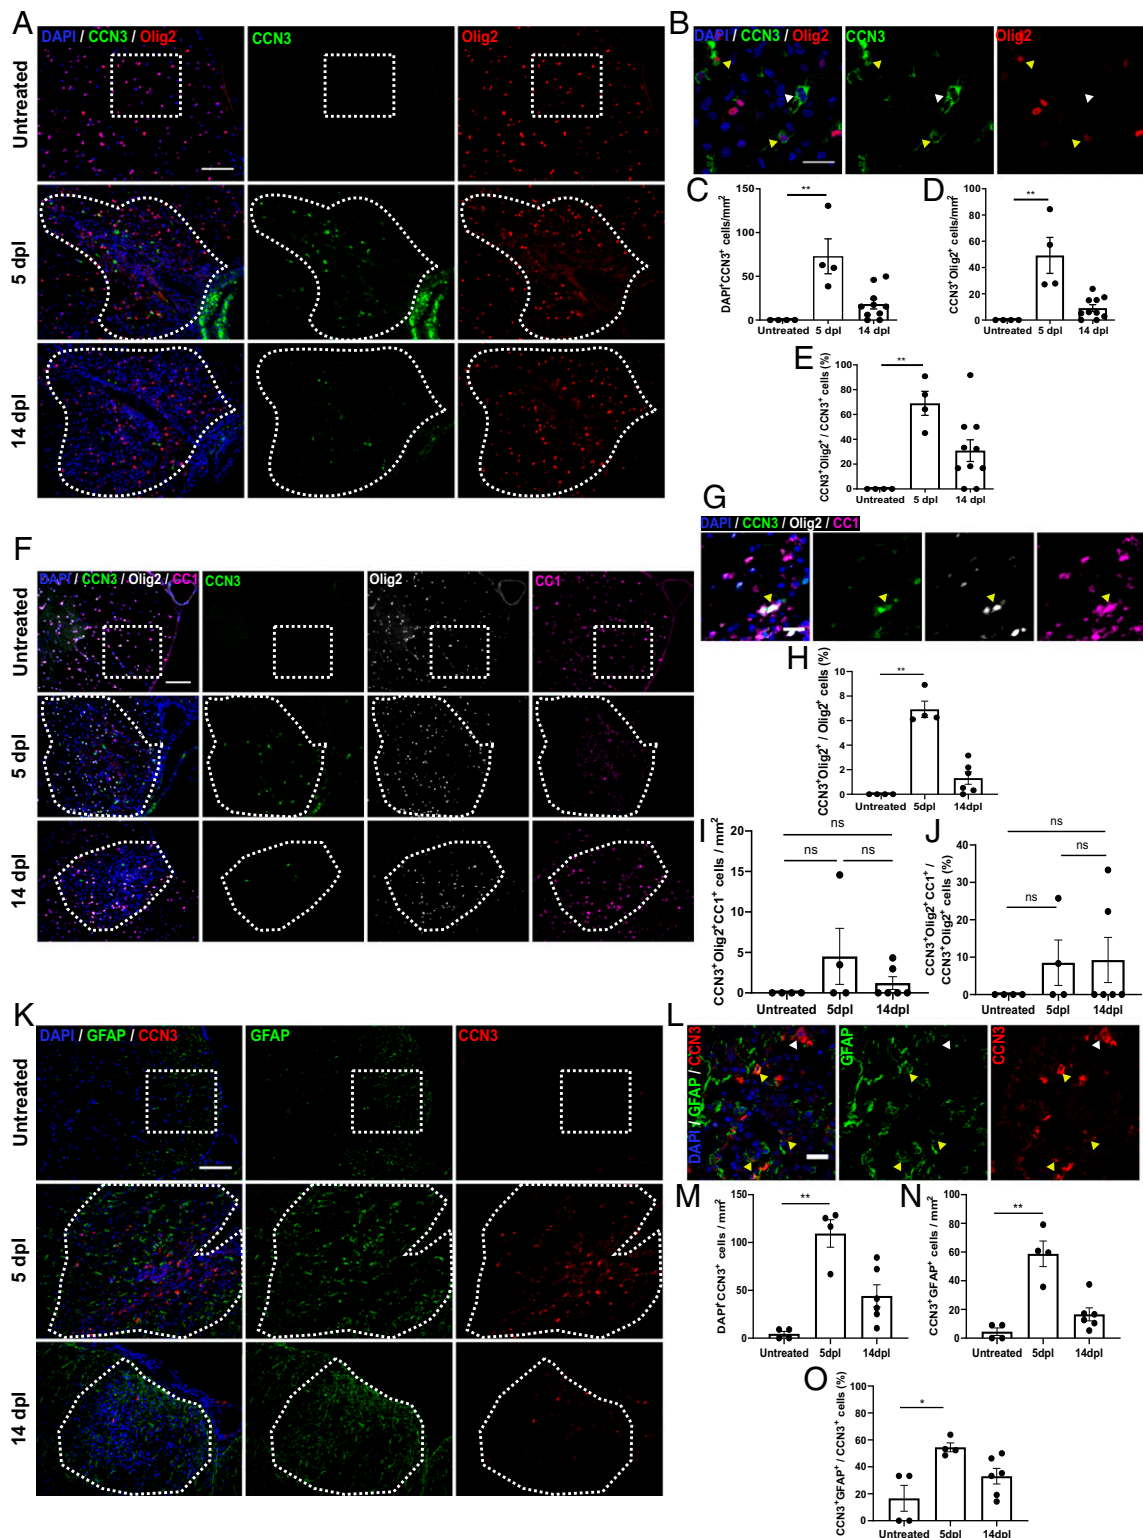 A
DAPI / CCN3 / Olig2
CCN3
Olig2
Untreated
5 dpl
14 dpl
B
DAPI / CCN3 / Olig2
CCN3
Olig2
C
DAPI⁺CCN3⁺ cells/mm²
150
100
50
0
**
Untreated 5 dpl 14 dpl
D
CCN3⁺Olig2⁺ cells/mm²
100
80
60
40
20
0
**
Untreated 5 dpl 14 dpl
E
CCN3⁺Olig2⁺ / CCN3⁺ cells (%)
100
80
60
40
20
0
**
Untreated 5 dpl 14 dpl
F
DAPI / CCN3 / Olig2 / CC1
CCN3
Olig2
CC1
Untreated
5 dpl
14 dpl
G
DAPI / CCN3 / Olig2 / CC1
H
CCN3⁺Olig2⁺ / Olig2⁺ cells (%)
10
8
6
4
2
0
**
Untreated 5dpl 14dpl
I
CCN3⁺Olig2⁺CC1⁺ cells / mm²
20
15
10
5
0
ns
ns
ns
Untreated 5dpl 14dpl
J
CCN3⁺Olig2⁺CC1⁺ /
CCN3⁺Olig2⁺ cells (%)
40
30
20
10
0
ns
ns
ns
Untreated 5dpl 14dpl
K
DAPI / GFAP / CCN3
GFAP
CCN3
Untreated
5 dpl
14 dpl
L
DAPI / GFAP / CCN3
GFAP
CCN3
M
DAPI⁺CCN3⁺ cells / mm²
150
100
50
0
**
Untreated 5dpl 14dpl
N
CCN3⁺GFAP⁺ cells / mm²
100
80
60
40
20
0
**
Untreated 5dpl 14dpl
O
CCN3⁺GFAP⁺ / CCN3⁺ cells (%)
100
80
60
40
20
0
*
Untreated 5dpl 14dpl